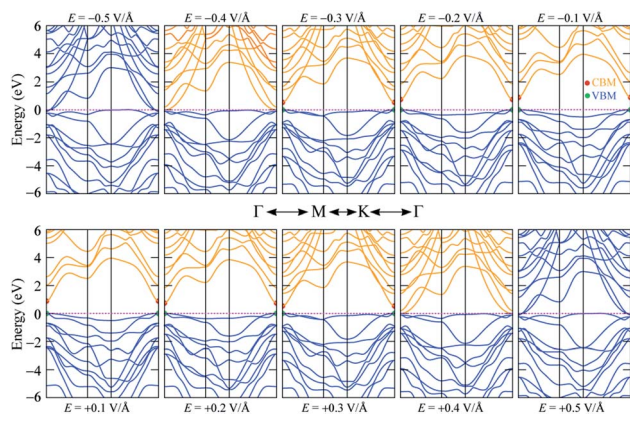 E = −0.5 V/Å E = −0.4 V/Å E = −0.3 V/Å E = −0.2 V/Å E = −0.1 V/Å
6
4
2
0
−2
−4
−6
Energy (eV)
CBM
VBM
Γ M K Γ
6
4
2
0
−2
−4
−6
Energy (eV)
E = +0.1 V/Å E = +0.2 V/Å E = +0.3 V/Å E = +0.4 V/Å E = +0.5 V/Å